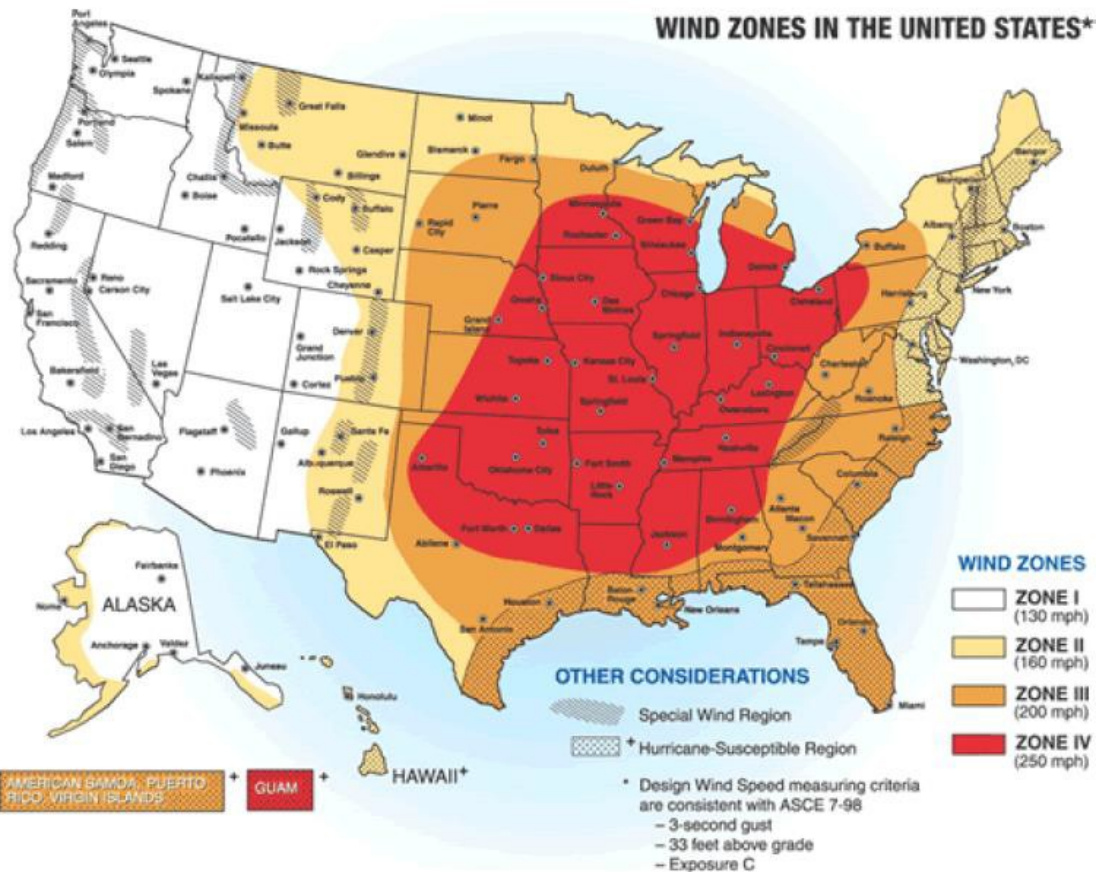 WIND ZONES IN THE UNITED STATES*
Port
Angeles
Seattle
Olympia
Spokane
Kalispell
Great Falls
Minot
Portland
Salem
Missoula
Butte
Glendive
Bismarck
Fargo
Duluth
Bangor
Medford
Challis
Boise
Billings
Cody
Buffalo
Pierre
Rapid
City
Minneapolis
Rochester
Green Bay
Milwaukee
Buffalo
Albany
Boston
Redding
Pocatello
Jackson
Casper
Rock Springs
Cheyenne
Sioux City
Detroit
Cleveland
New York
Sacramento
Reno
Carson City
Salt Lake City
San
Francisco
Omaha
Des
Moines
Chicago
Harrisburg
Grand
Island
Denver
Grand
Junction
Springfield
Indianapolis
Cincinnati
Washington, DC
Bakersfield
Las
Vegas
Cortez
Pueblo
Topeka
Kansas City
St. Louis
Charleston
Lexington
Wichita
Springfield
Owensboro
Roanoke
Los Angeles
San
Bernadino
Flagstaff
Gallup
Santa Fe
Tulsa
Nashville
Raleigh
San
Diego
Phoenix
Albuquerque
Amarillo
Oklahoma City
Fort Smith
Memphis
Columbia
Roswell
Little
Rock
Atlanta
Macon
Birmingham
Fort Worth
Dallas
Savannah
El Paso
Abilene
Jackson
Montgomery
Tallahassee
Houston
Baton
Rouge
New Orleans
Orlando
San Antonio
Tampa
Miami
Fairbanks
Nome
ALASKA
Anchorage
Valdez
Juneau
Honolulu
HAWAII+
AMERICAN SAMOA, PUERTO
RICO, VIRGIN ISLANDS
+
GUAM
+
OTHER CONSIDERATIONS
Special Wind Region
+ Hurricane-Susceptible Region
* Design Wind Speed measuring criteria
are consistent with ASCE 7-98
– 3-second gust
– 33 feet above grade
– Exposure C
WIND ZONES
ZONE I
(130 mph)
ZONE II
(160 mph)
ZONE III
(200 mph)
ZONE IV
(250 mph)